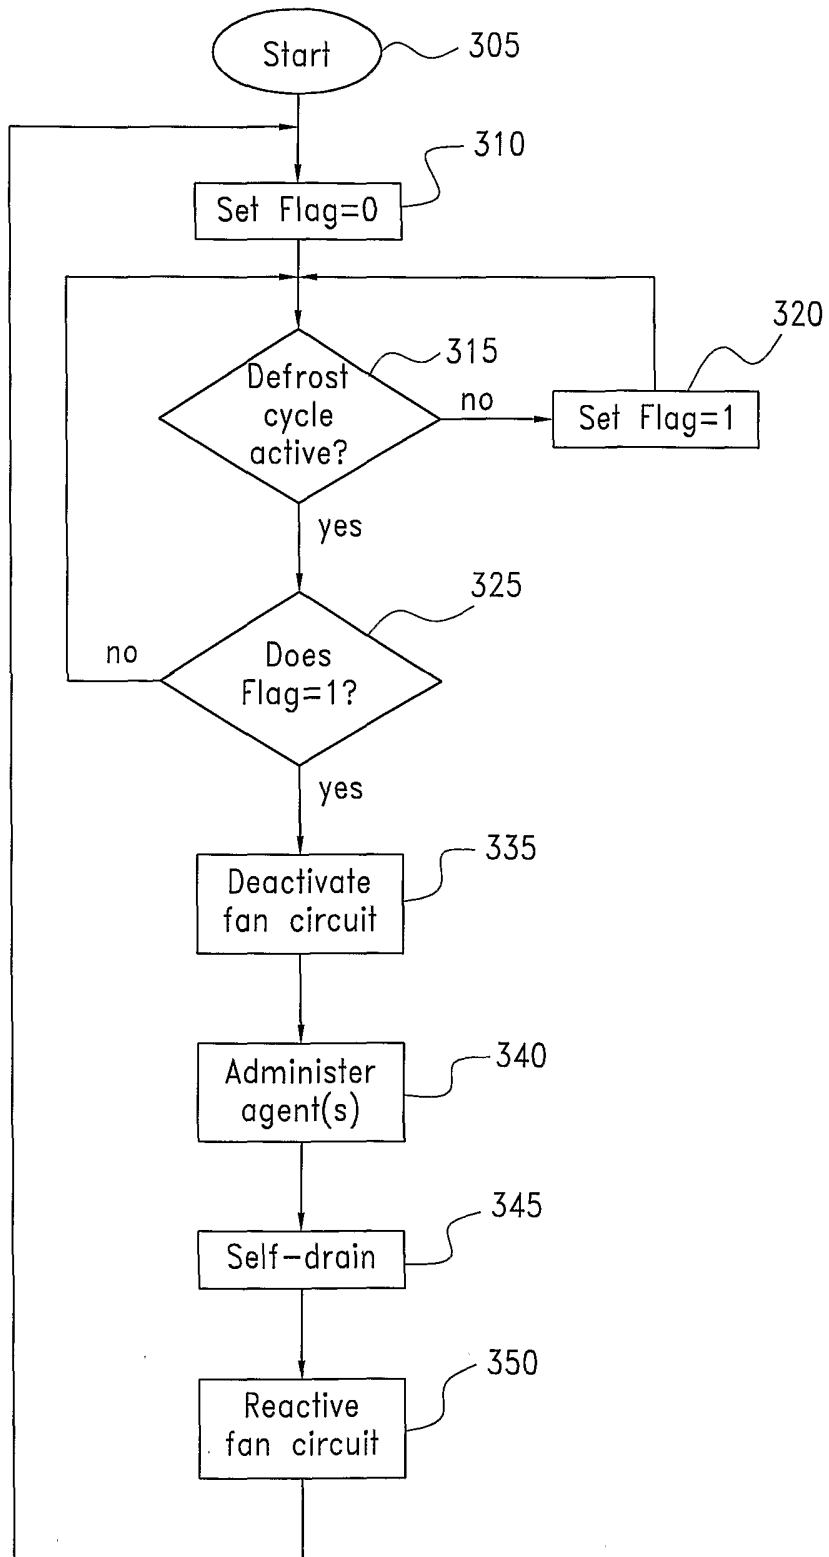 Start
305
310
Set Flag=0
320
315
Defrost
cycle
active?
no
Set Flag=1
yes
325
no
Does
Flag=1?
yes
335
Deactivate
fan circuit
340
Administer
agent(s)
345
Self-drain
350
Reactive
fan circuit